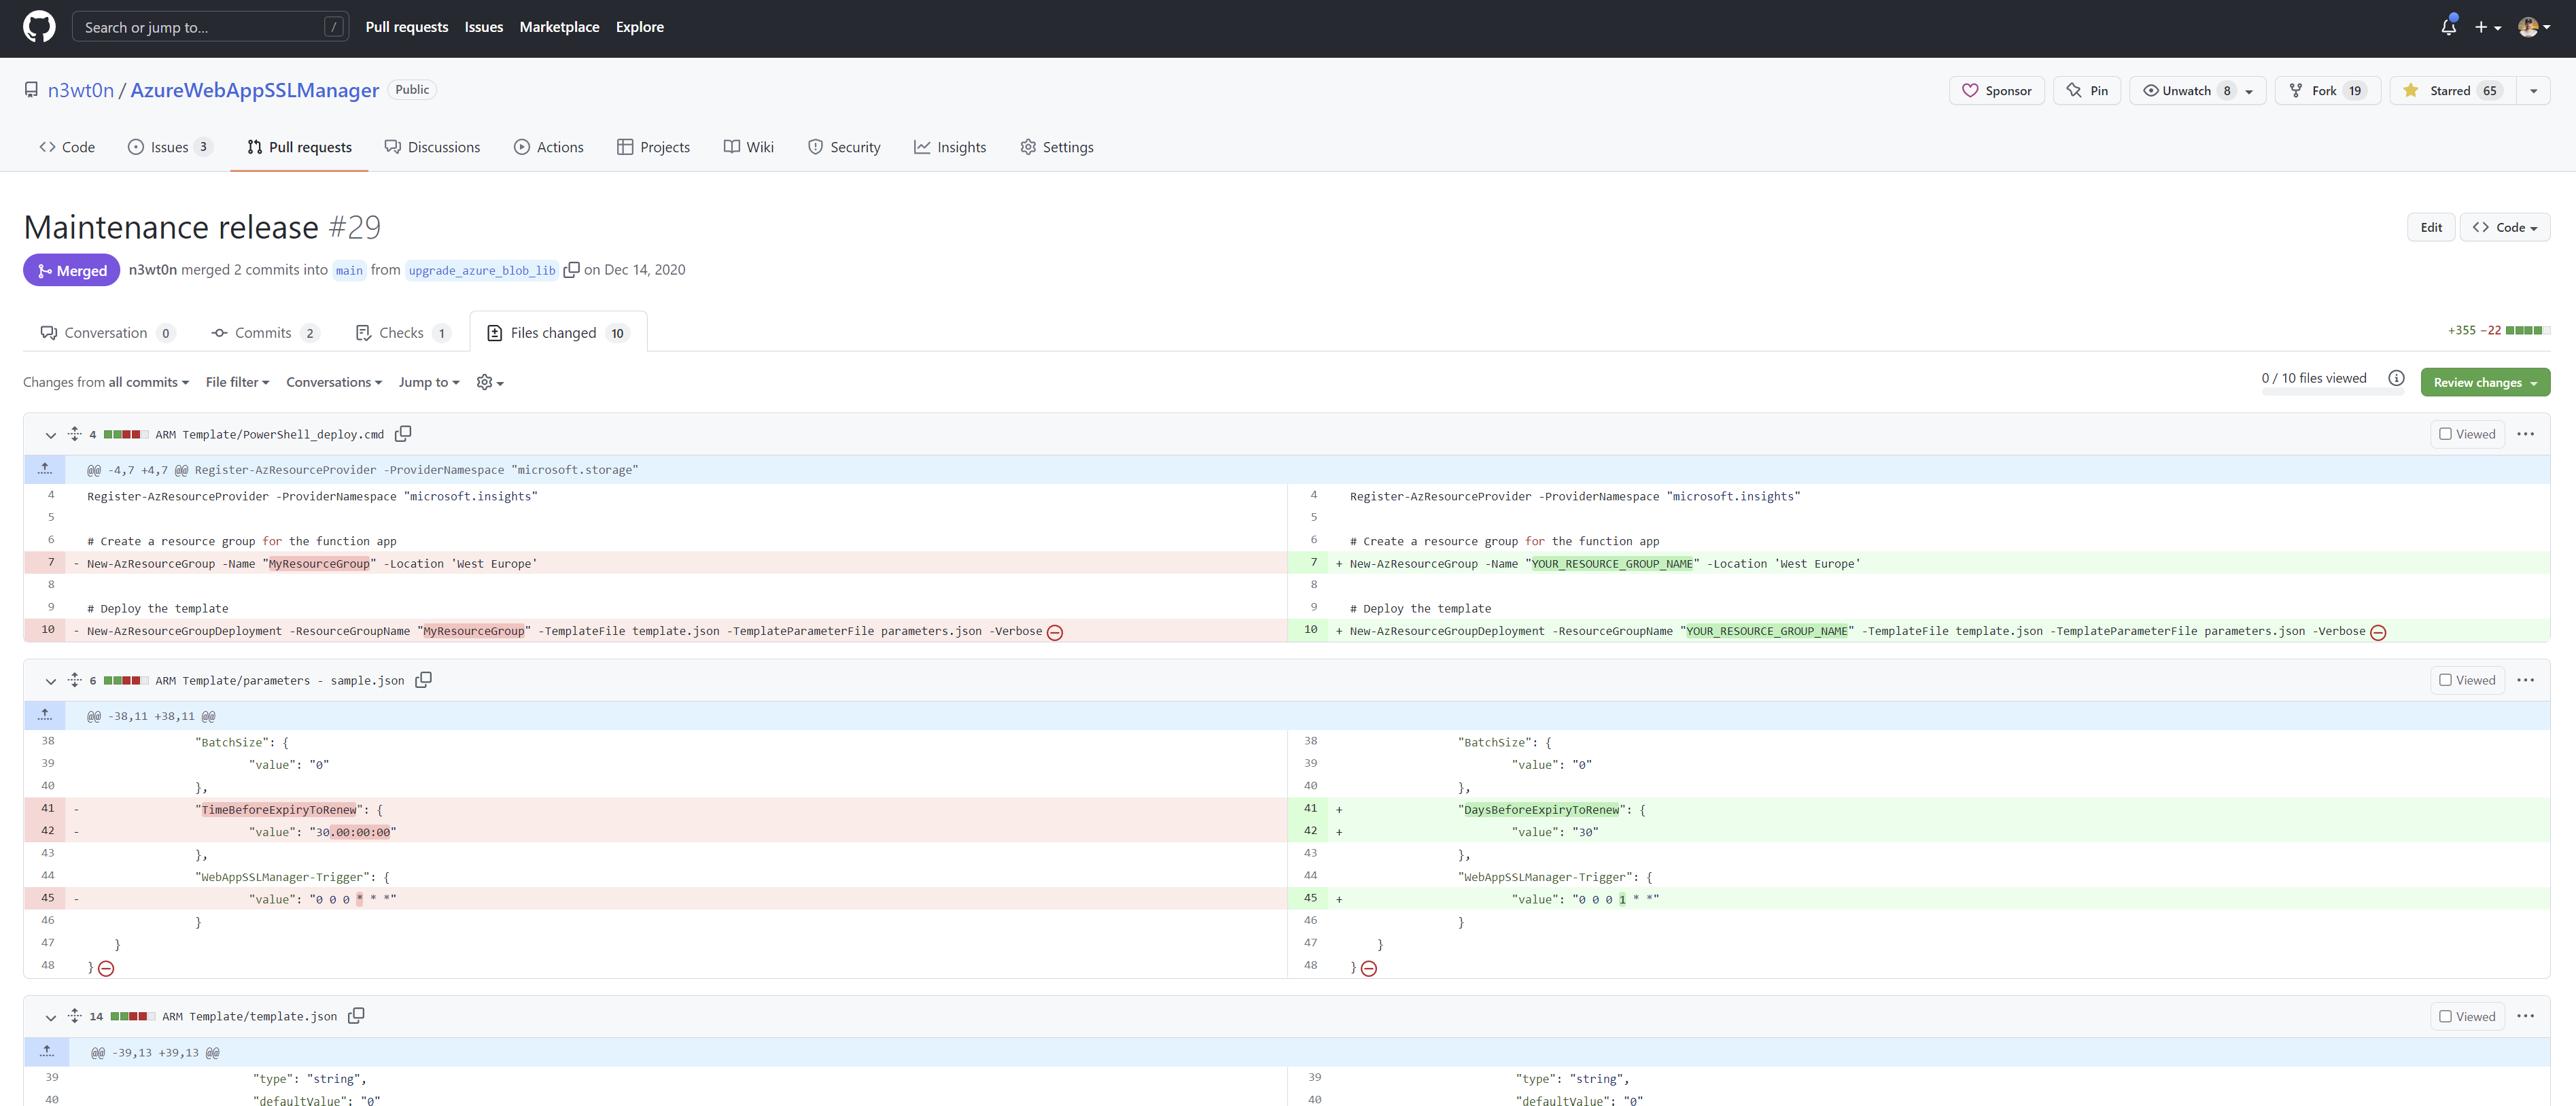 Search or jump to... / Pull requests Issues Marketplace Explore
n3wt0n / AzureWebAppSSLManager Public Sponsor Pin Unwatch 8 Fork 19 Starred 65
Code Issues 3 Pull requests Discussions Actions Projects Wiki Security Insights Settings
Maintenance release #29 Edit Code
Merged n3wt0n merged 2 commits into main from upgrade_azure_blob_lib on Dec 14, 2020
Conversation 0 Commits 2 Checks 1 Files changed 10 +355 −22
Changes from all commits File filter Conversations Jump to 0 / 10 files viewed Review changes
4 ARM Template/PowerShell_deploy.cmd Viewed
@@ -4,7 +4,7 @@ Register-AzResourceProvider -ProviderNamespace "microsoft.storage"
4 Register-AzResourceProvider -ProviderNamespace "microsoft.insights" 4 Register-AzResourceProvider -ProviderNamespace "microsoft.insights"
5 5
6 # Create a resource group for the function app 6 # Create a resource group for the function app
7 - New-AzResourceGroup -Name "MyResourceGroup" -Location 'West Europe' 7 + New-AzResourceGroup -Name "YOUR_RESOURCE_GROUP_NAME" -Location 'West Europe'
8 8
9 # Deploy the template 9 # Deploy the template
10 - New-AzResourceGroupDeployment -ResourceGroupName "MyResourceGroup" -TemplateFile template.json -TemplateParameterFile parameters.json -Verbose 10 + New-AzResourceGroupDeployment -ResourceGroupName "YOUR_RESOURCE_GROUP_NAME" -TemplateFile template.json -TemplateParameterFile parameters.json -Verbose
6 ARM Template/parameters - sample.json Viewed
@@ -38,11 +38,11 @@
38 "BatchSize": { 38 "BatchSize": {
39 "value": "0" 39 "value": "0"
40 }, 40 },
41 - "TimeBeforeExpiryToRenew": { 41 + "DaysBeforeExpiryToRenew": {
42 - "value": "30.00:00:00" 42 + "value": "30"
43 }, 43 },
44 "WebAppSSLManager-Trigger": { 44 "WebAppSSLManager-Trigger": {
45 - "value": "0 0 0 * * *" 45 + "value": "0 0 0 1 * *"
46 } 46 }
47 } 47 }
48 } 48 }
14 ARM Template/template.json Viewed
@@ -39,13 +39,13 @@
39 "type": "string", 39 "type": "string",
40 "defaultValue": "0" 40 "defaultValue": "0"